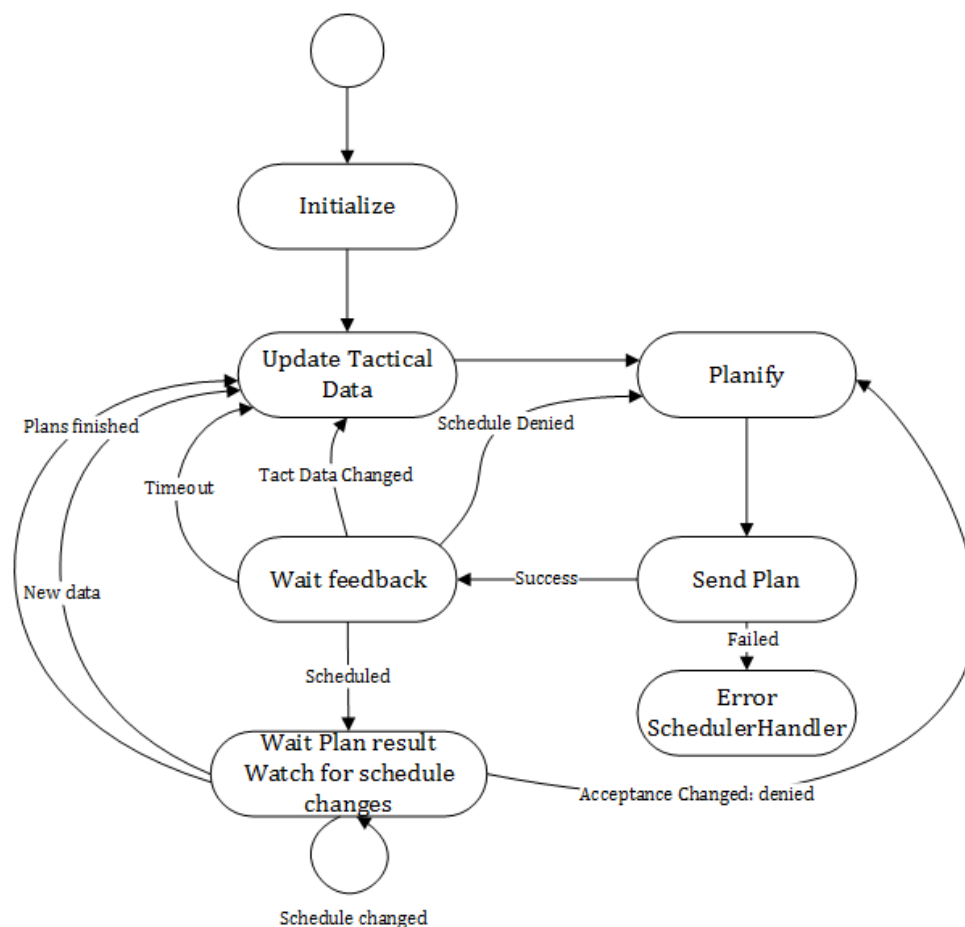 Initialize
Update Tactical
Data
Planify
Plans finished
Schedule Denied
Tact Data Changed
Timeout
Wait feedback
Success
Send Plan
New data
Failed
Scheduled
Error
SchedulerHandler
Wait Plan result
Watch for schedule
changes
Acceptance Changed: denied
Schedule changed